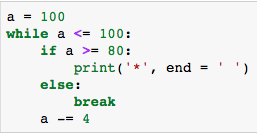 a = 100
while a <= 100:
    if a >= 80:
        print('*', end = ' ')
    else:
        break
    a -= 4